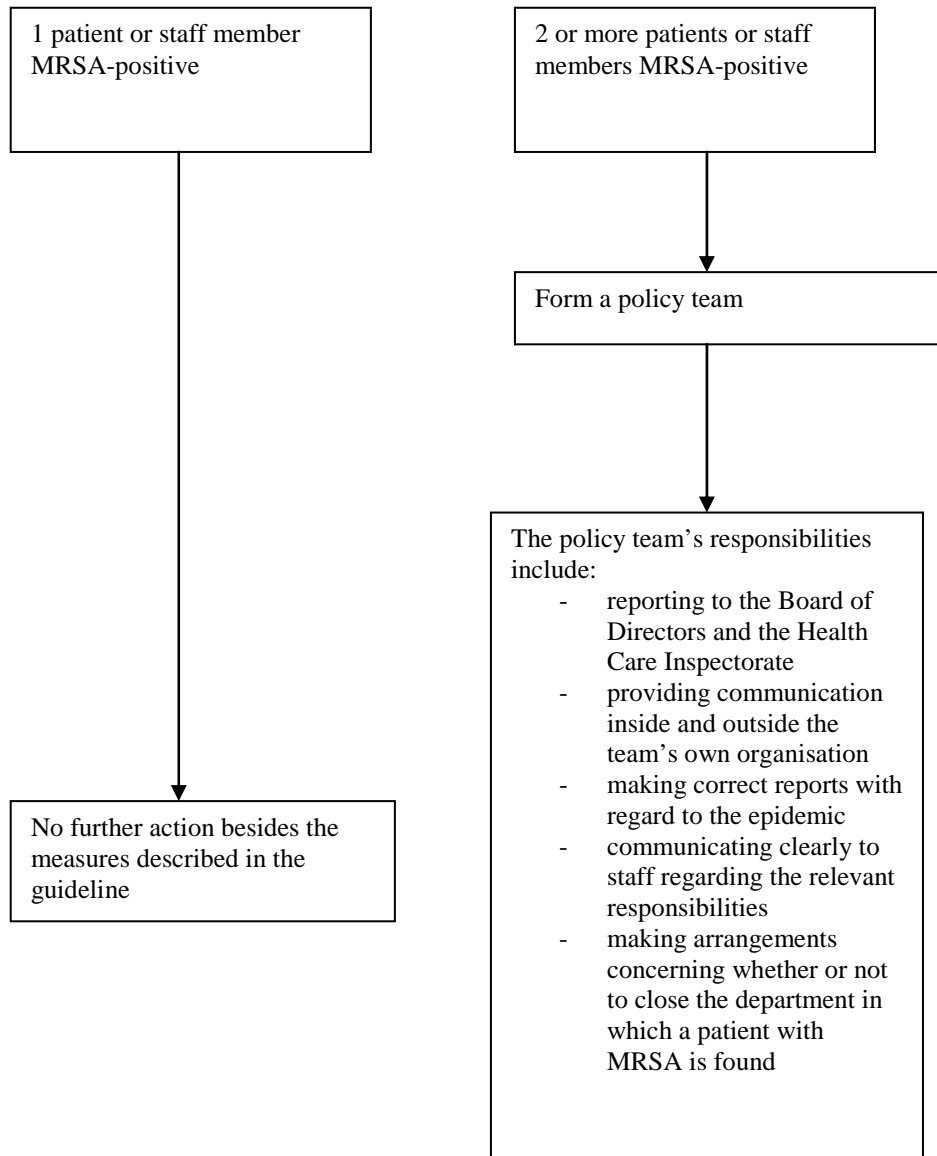 1 patient or staff member
MRSA-positive
2 or more patients or staff
members MRSA-positive
Form a policy team
The policy team’s responsibilities
include:
- reporting to the Board of
Directors and the Health
Care Inspectorate
- providing communication
inside and outside the
team’s own organisation
- making correct reports with
regard to the epidemic
- communicating clearly to
staff regarding the relevant
responsibilities
- making arrangements
concerning whether or not
to close the department in
which a patient with
MRSA is found
No further action besides the
measures described in the
guideline